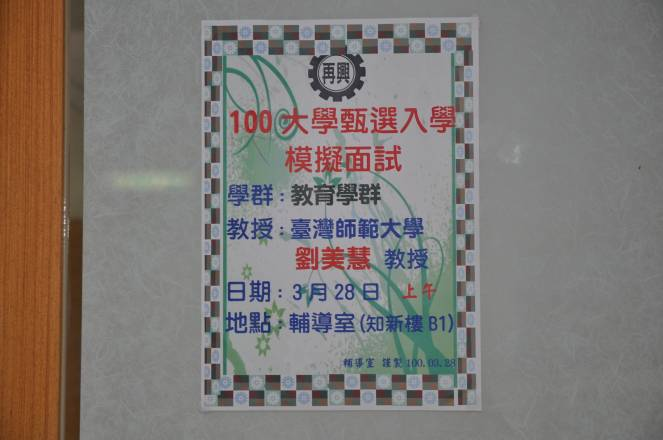 再興
100 大學甄選入學
模擬面試
學群：教育學群
教授：臺灣師範大學
劉美慧 教授
日期：3月28日 上午
地點：輔導室(知新樓 B1)
輔導室 謹製 100.03.28